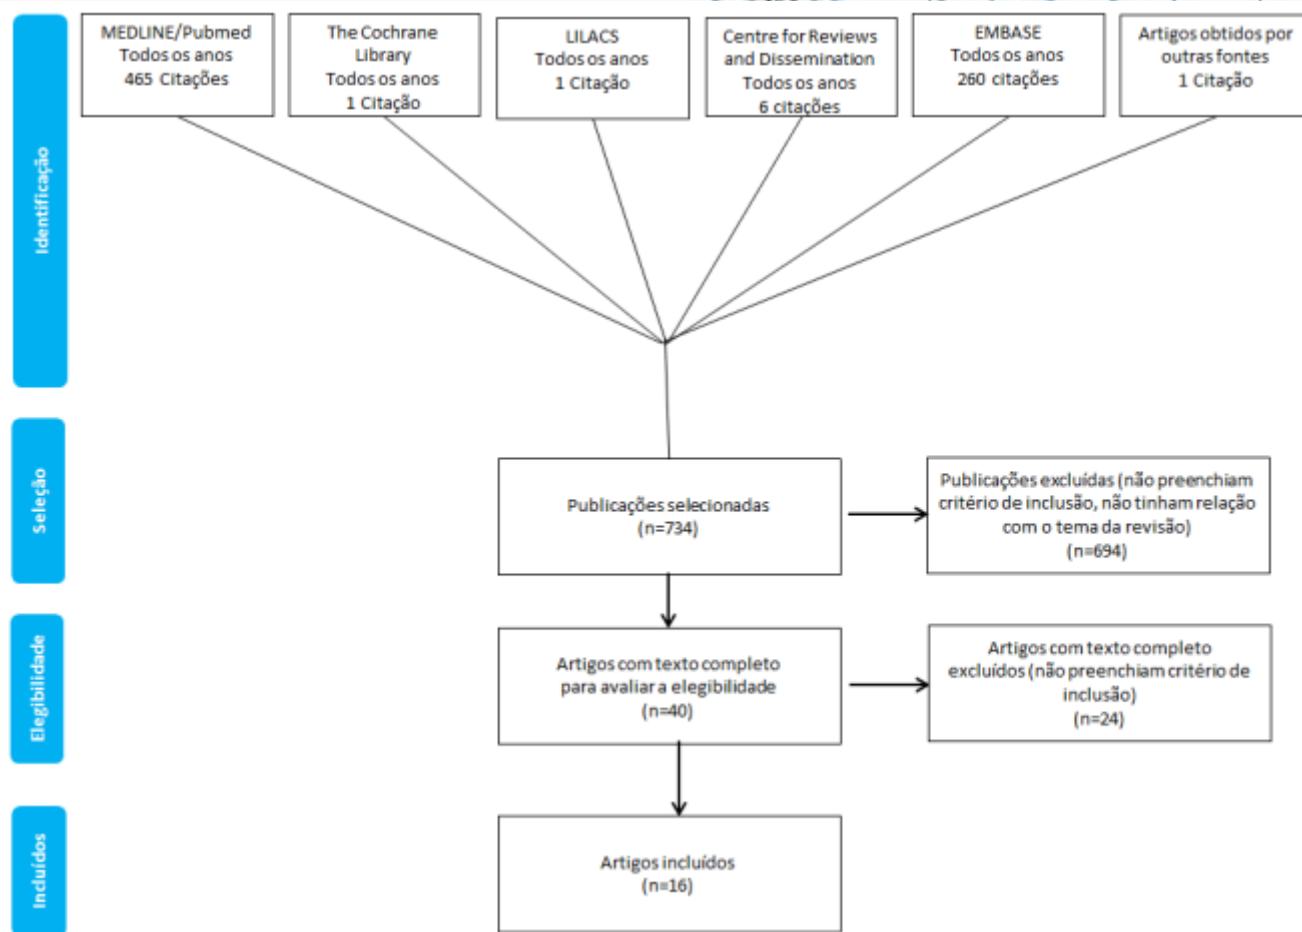 Identificação
MEDLINE/Pubmed
Todos os anos
465 Citações
The Cochrane
Library
Todos os anos
1 Citação
LILACS
Todos os anos
1 Citação
Centre for Reviews
and Dissemination
Todos os anos
6 citações
EMBASE
Todos os anos
260 citações
Artigos obtidos por
outras fontes
1 Citação
Seleção
Publicações selecionadas
(n=734)
Publicações excluídas (não preenchiam
critério de inclusão, não tinham relação
com o tema da revisão)
(n=694)
Elegibilidade
Artigos com texto completo
para avaliar a elegibilidade
(n=40)
Artigos com texto completo
excluídos (não preenchiam critério de
inclusão)
(n=24)
Incluídos
Artigos incluídos
(n=16)